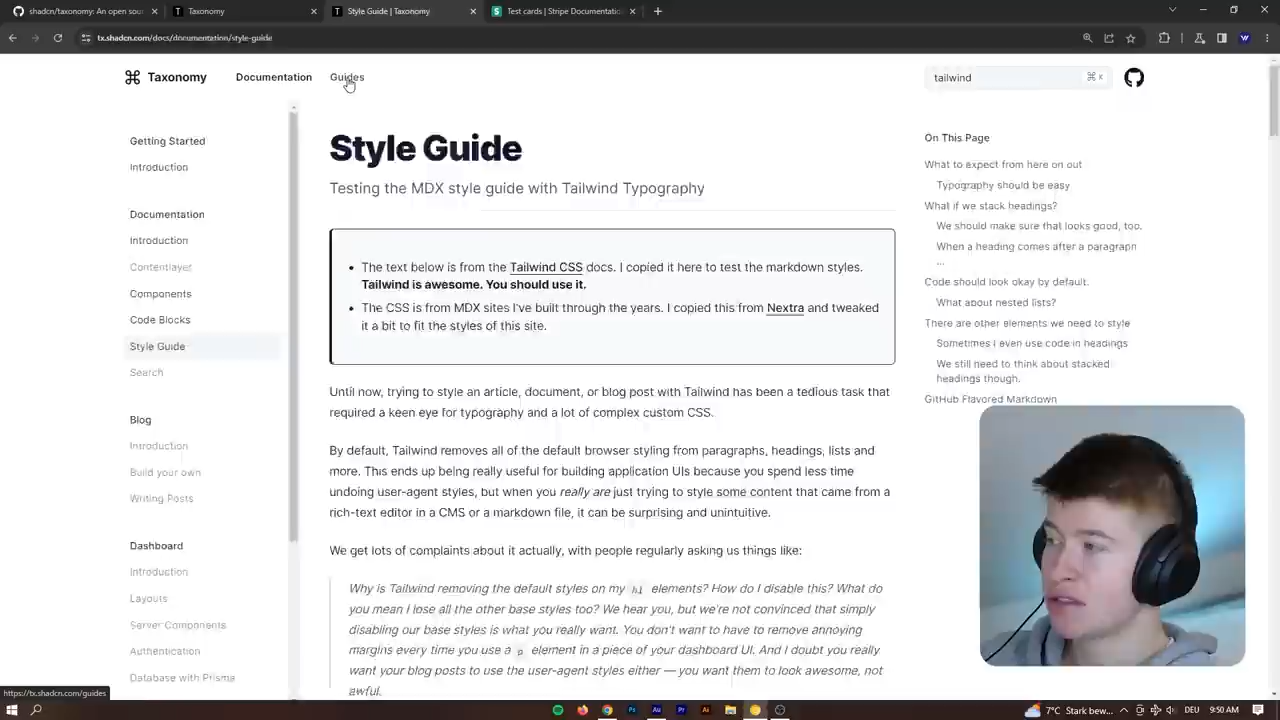 shadcn/taxonomy: An open sou
Taxonomy
Style Guide | Taxonomy
Test cards | Stripe Documentatio
tx.shadcn.com/docs/documentation/style-guide
Taxonomy
Documentation
Guides
tailwind
⌘ K
Getting Started
Introduction
Documentation
Introduction
Contentlayer
Components
Code Blocks
Style Guide
Search
Blog
Introduction
Build your own
Writing Posts
Dashboard
Introduction
Layouts
Server Components
Authentication
Database with Prisma
Style Guide
Testing the MDX style guide with Tailwind Typography
• The text below is from the Tailwind CSS docs. I copied it here to test the markdown styles.
Tailwind is awesome. You should use it.
• The CSS is from MDX sites I've built through the years. I copied this from Nextra and tweaked
it a bit to fit the styles of this site.
Until now, trying to style an article, document, or blog post with Tailwind has been a tedious task that
required a keen eye for typography and a lot of complex custom CSS.
By default, Tailwind removes all of the default browser styling from paragraphs, headings, lists and
more. This ends up being really useful for building application UIs because you spend less time
undoing user-agent styles, but when you really are just trying to style some content that came from a
rich-text editor in a CMS or a markdown file, it can be surprising and unintuitive.
We get lots of complaints about it actually, with people regularly asking us things like:
Why is Tailwind removing the default styles on my h1 elements? How do I disable this? What do
you mean I lose all the other base styles too? We hear you, but we're not convinced that simply
disabling our base styles is what you really want. You don't want to have to remove annoying
margins every time you use a p element in a piece of your dashboard UI. And I doubt you really
want your blog posts to use the user-agent styles either — you want them to look awesome, not
awful.
On This Page
What to expect from here on out
Typography should be easy
What if we stack headings?
We should make sure that looks good, too.
When a heading comes after a paragraph
...
Code should look okay by default.
What about nested lists?
There are other elements we need to style
Sometimes I even use code in headings
We still need to think about stacked
headings though.
GitHub Flavored Markdown
https://tx.shadcn.com/guides
7°C Stark bew...
DEU
9:50 AM